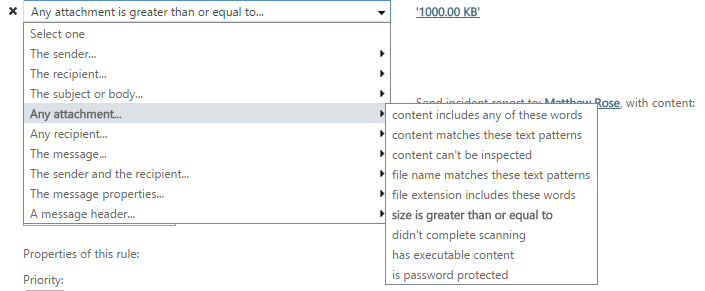 Any attachment is greater than or equal to...
'1000.00 KB'
Select one
The sender...
The recipient...
The subject or body...
Any attachment...
Any recipient...
The message...
The sender and the recipient...
The message properties...
A message header...
Send incident report to: Matthew Rose, with content:
content includes any of these words
content matches these text patterns
content can't be inspected
file name matches these text patterns
file extension includes these words
size is greater than or equal to
didn't complete scanning
has executable content
is password protected
Properties of this rule:
Priority: